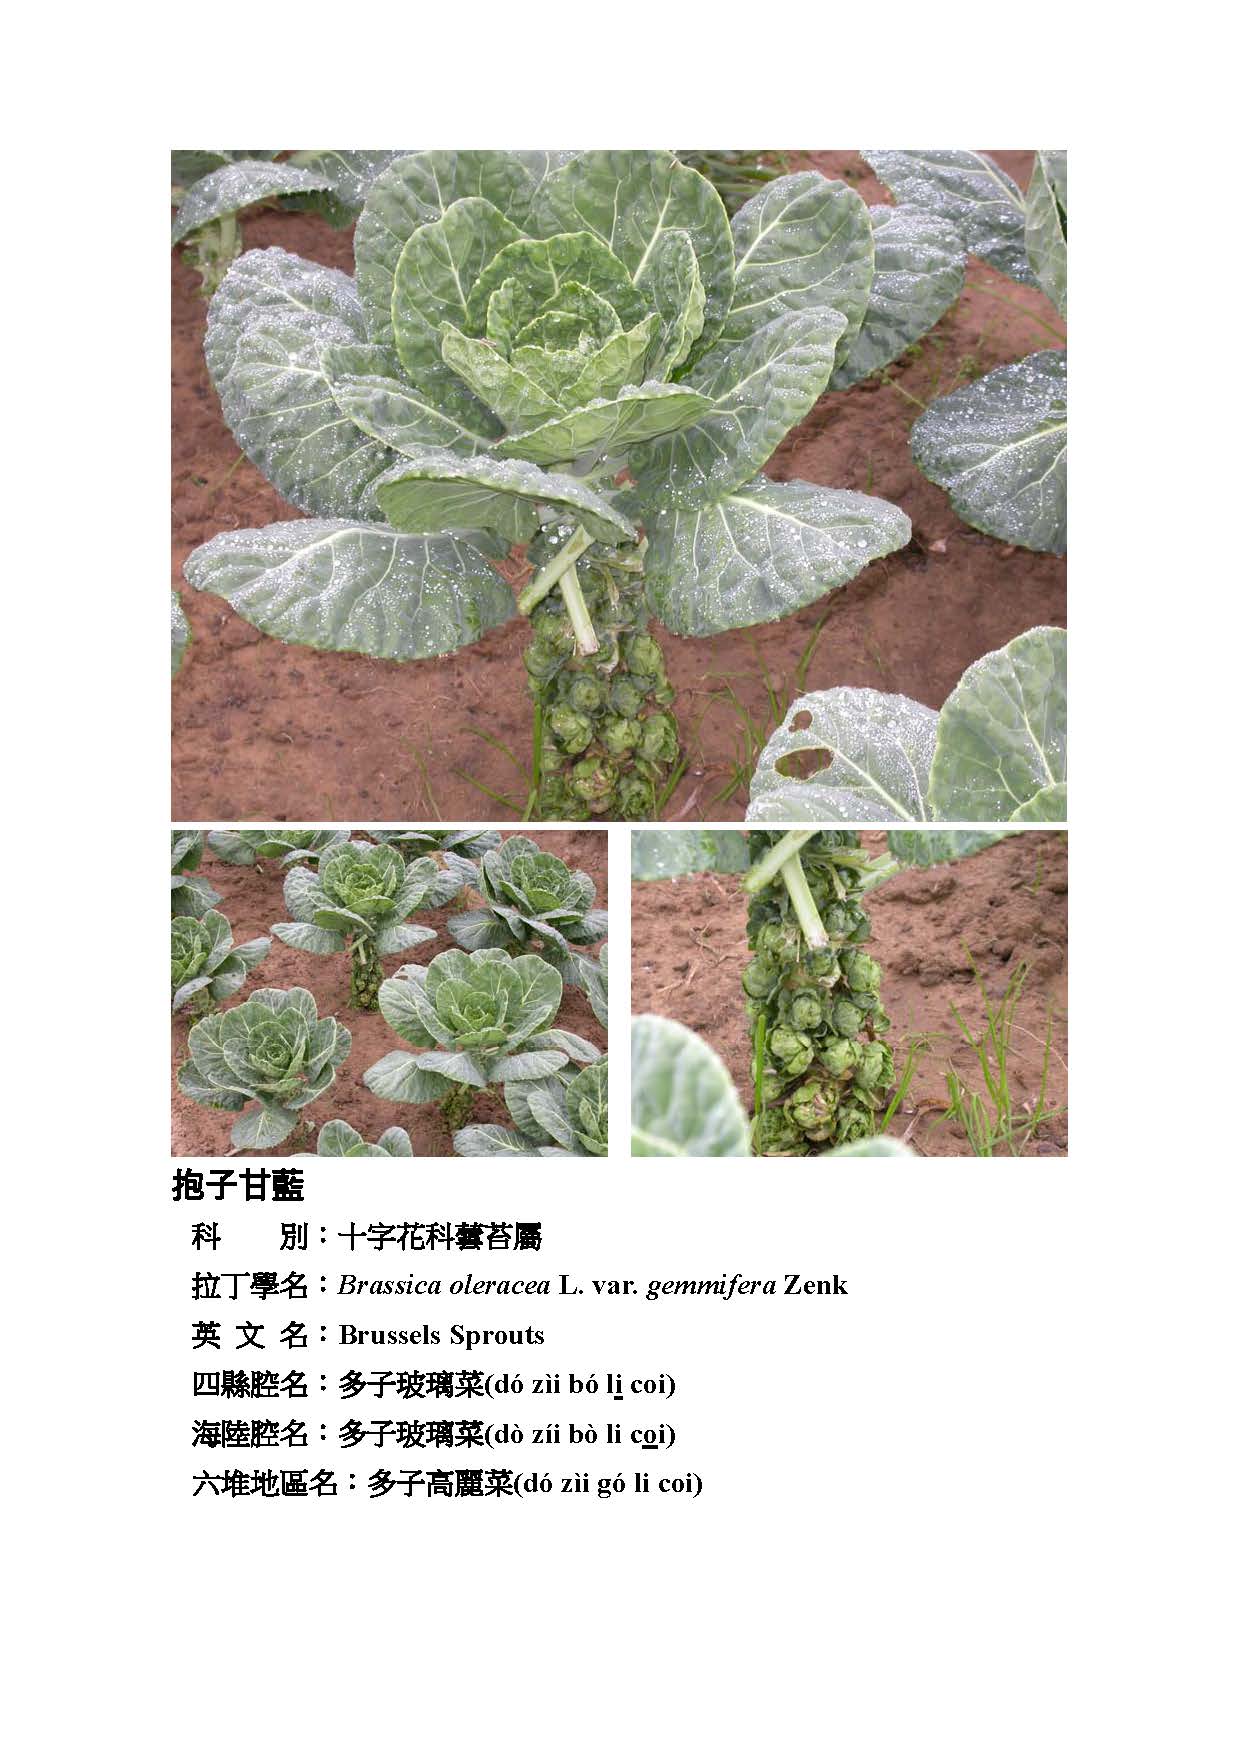 抱子甘藍
科　　別：十字花科蕓苔屬
拉丁學名：Brassica oleracea L. var. gemmifera Zenk
英 文 名：Brussels Sprouts
四縣腔名：多子玻璃菜(dó zìi bó li̲ coi)
海陸腔名：多子玻璃菜(dò zíi bò li co̲i)
六堆地區名：多子高麗菜(dó zìi gó li coi)